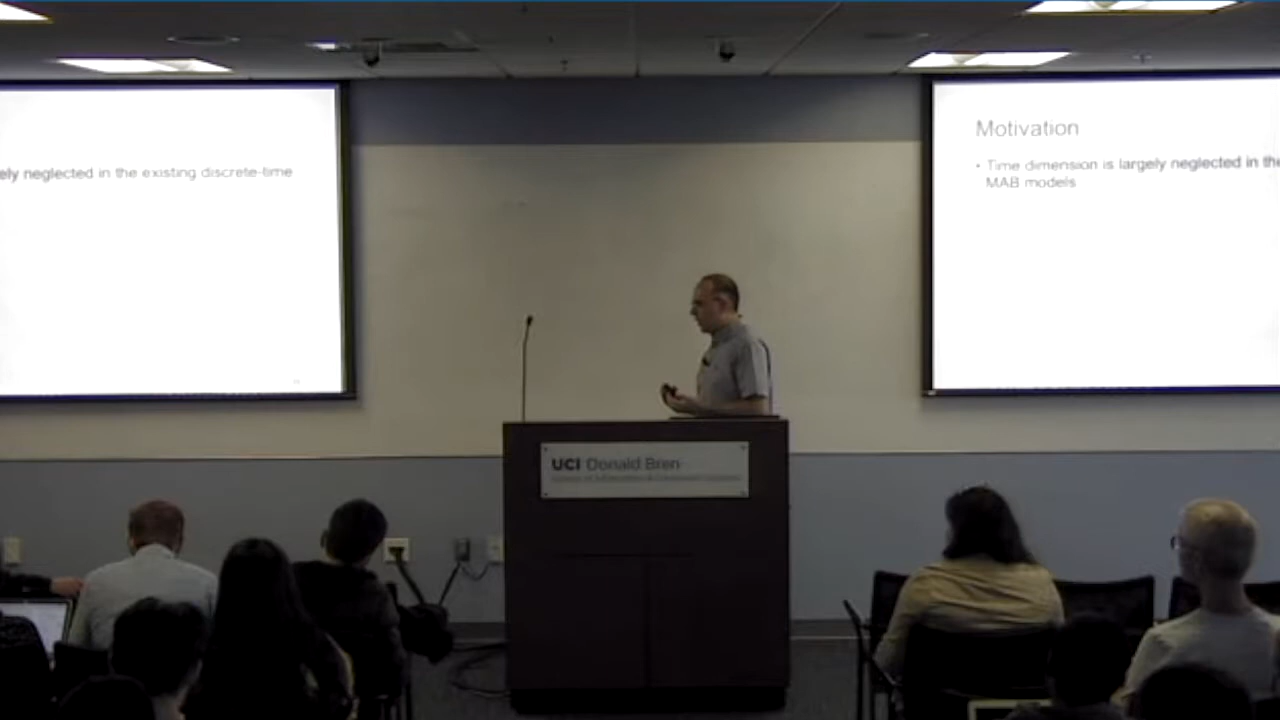 ely neglected in the existing discrete-time
Motivation
• Time dimension is largely neglected in the
MAB models
UCI Donald Bren